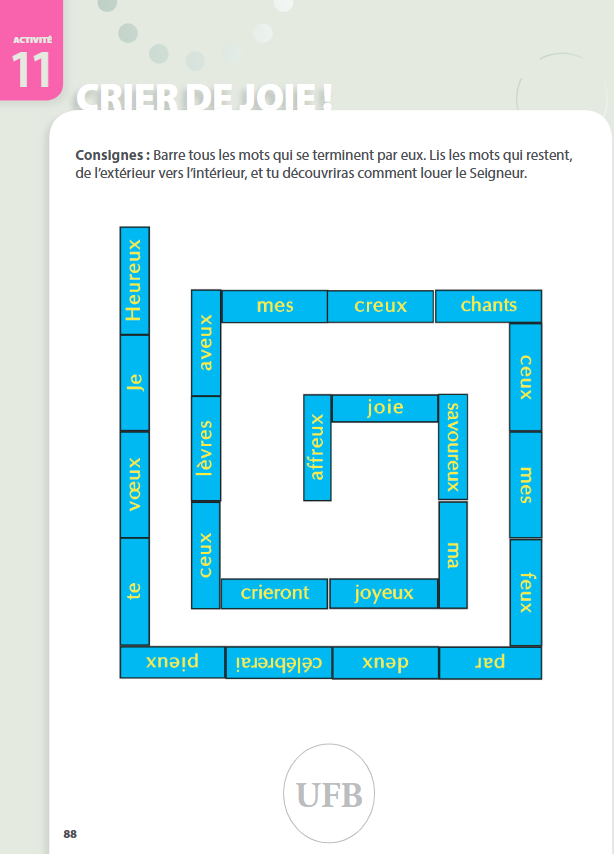 ACTIVITÉ
11
CRIER DE JOIE !
Consignes : Barre tous les mots qui se terminent par eux. Lis les mots qui restent,
de l'extérieur vers l'intérieur, et tu découvriras comment louer le Seigneur.
Heureux
Je
vœux
te
pieux
célébrerai
deux
par
feux
mes
ceux
chants
creux
mes
aveux
lèvres
ceux
crieront
joyeux
ma
savoureux
joie
affreux
UFB
88